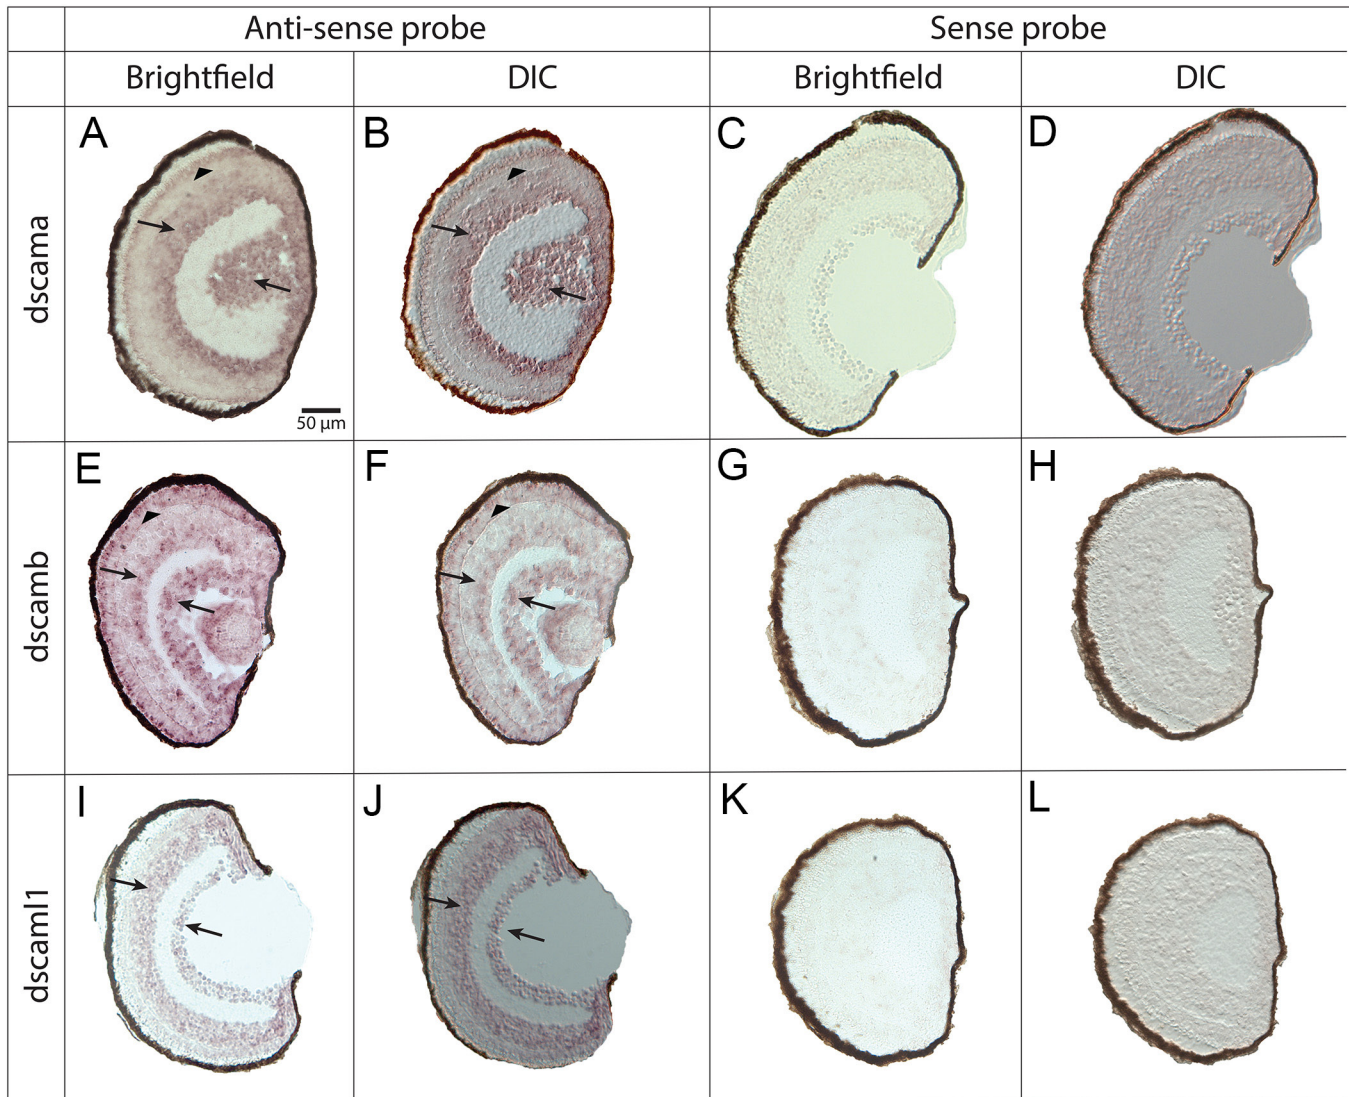 Anti-sense probe Sense probe
Brightfield DIC Brightfield DIC
dscama
A B C D
50 µm
dscamb
E F G H
dscaml1
I J K L